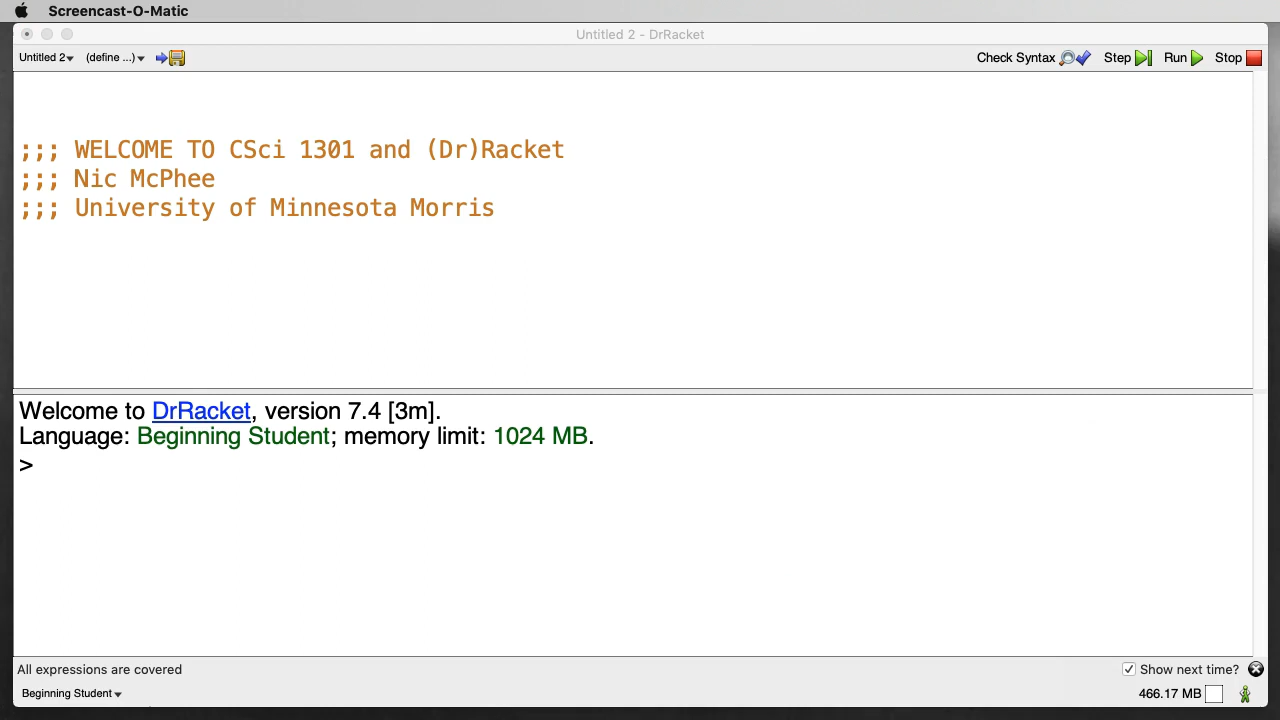 Screencast-O-Matic
Untitled 2 - DrRacket
Untitled 2 (define ...) Check Syntax Step Run Stop
;;; WELCOME TO CSci 1301 and (Dr)Racket
;;; Nic McPhee
;;; University of Minnesota Morris
Welcome to DrRacket, version 7.4 [3m].
Language: Beginning Student; memory limit: 1024 MB.
>
All expressions are covered Show next time?
Beginning Student 466.17 MB